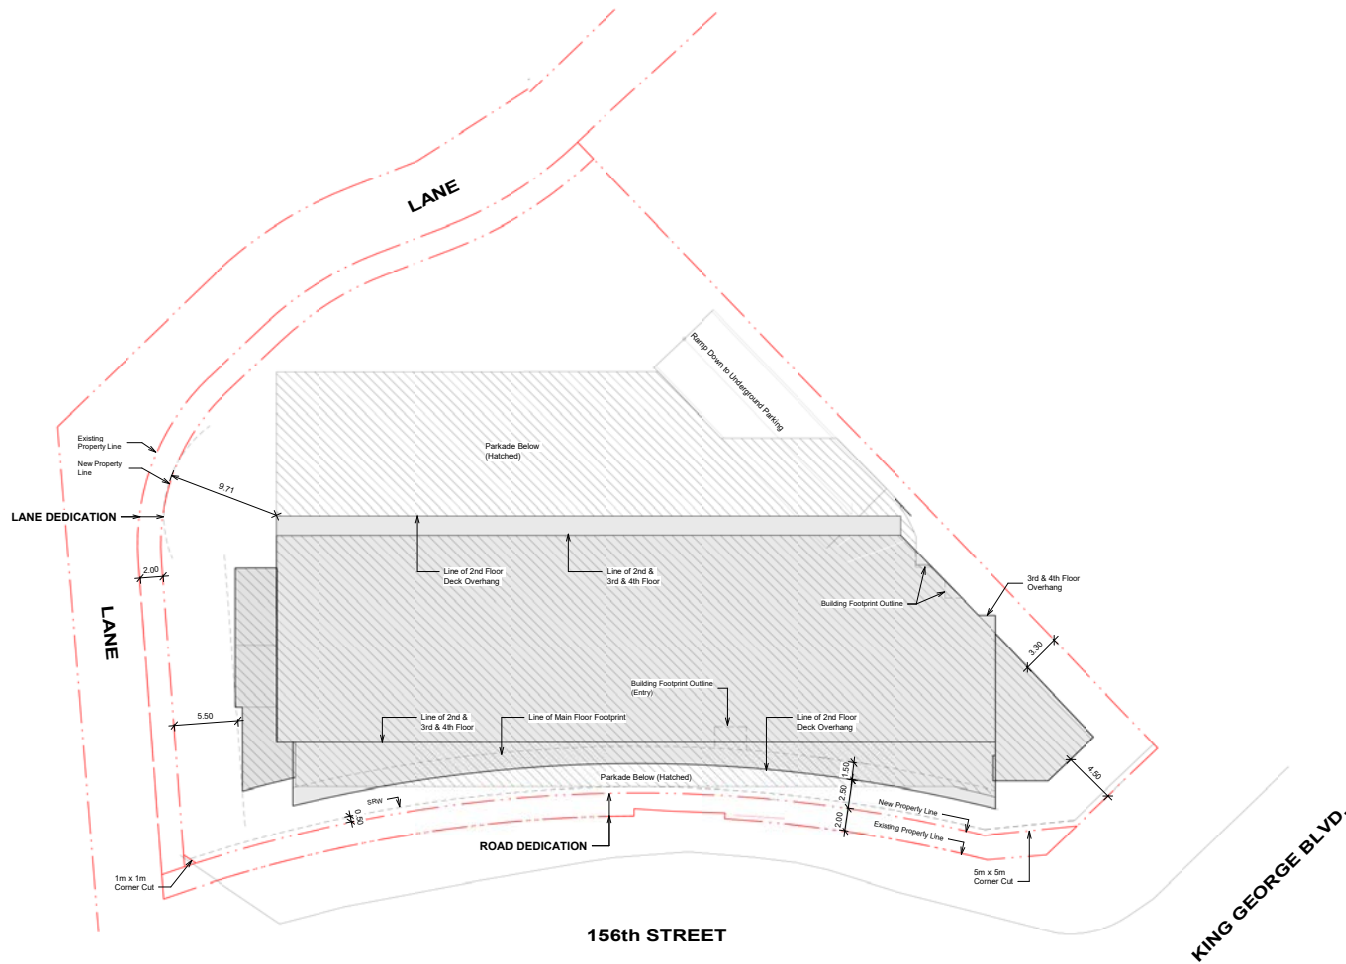 LANE
Ramp Down to Underground Parking
Existing
Property Line
New Property
Line
Parkade Below
(Hatched)
9.71
LANE DEDICATION
2.00
Line of 2nd Floor
Deck Overhang
Line of 2nd &
3rd & 4th Floor
3rd & 4th Floor
Overhang
Building Footprint Outline
LANE
3.30
Building Footprint Outline
(Entry)
5.50
Line of 2nd &
3rd & 4th Floor
Line of Main Floor Footprint
Line of 2nd Floor
Deck Overhang
1.50
4.50
Parkade Below (Hatched)
2.50
SRW
New Property Line
0.50
2.00
Existing Property Line
ROAD DEDICATION
1m x 1m
Corner Cut
5m x 5m
Corner Cut
KING GEORGE BLVD.
156th STREET